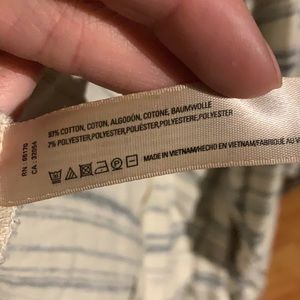 93% COTTON, COTON, ALGODÓN, COTONE, BAUMWOLLE
7% POLYESTER,POLYESTER,POLIÉSTER,POLIESTERE,POLYESTER
MADE IN VIETNAM/HECHO EN VIETNAM/FABRIQUÉ AU V
CA : 32054